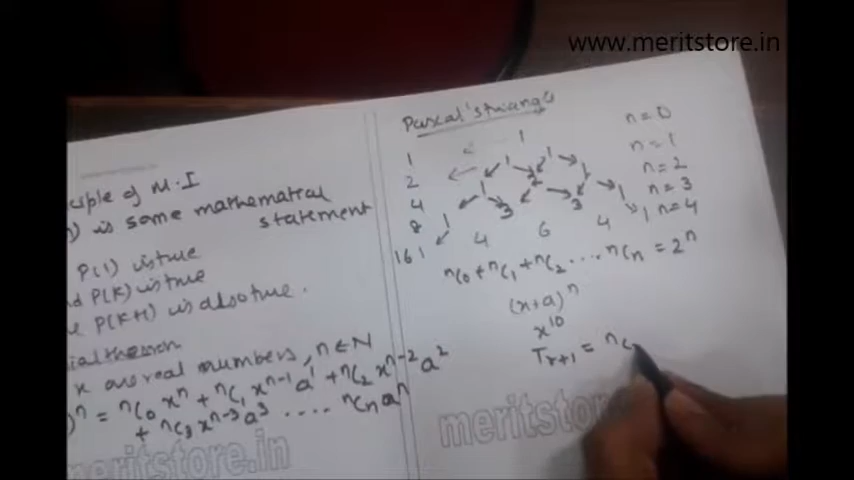 www.meritstore.in
ciple of M.I
) is some mathematical
statement
P(1) is true
d P(K) is true
e P(K+1) is also true.
ial theorem
x are real numbers, n ∈ N
)ⁿ = ⁿC₀ xⁿ + ⁿC₁ xⁿ⁻¹ a¹ + ⁿC₂ xⁿ⁻² a²
+ ⁿC₃ xⁿ⁻³ a³ .... ⁿCₙ aⁿ
meritstore.in
Pascal's triangle
1 1 n=0
2 1 1 n=1
4 1 2 1 n=2
8 1 3 3 1 n=3
16 1 4 6 4 1 n=4
ⁿC₀ + ⁿC₁ + ⁿC₂ .... ⁿCₙ = 2ⁿ
(x+a)ⁿ
x¹⁰
Tᵣ₊₁ = ⁿC
meritstore